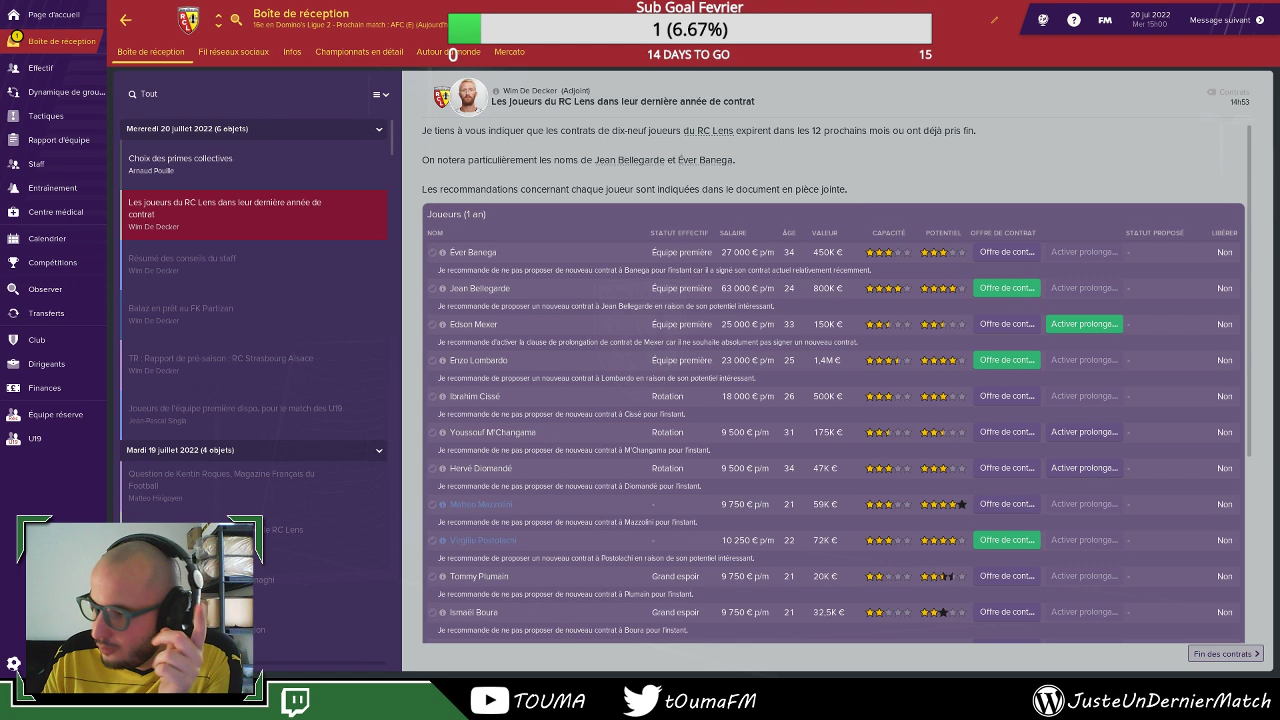 Page d'accueil
Boîte de réception
1
Effectif
Dynamique de grou...
Tactiques
Rapport d'équipe
Staff
Entraînement
Centre médical
Calendrier
Compétitions
Observer
Transferts
Club
Dirigeants
Finances
Équipe réserve
U19
Boîte de réception
16e en Domino's Ligue 2 - Prochain match : AFC (E) (Aujourd'h
Boîte de réception Fil réseaux sociaux Infos Championnats en détail Autour du monde Mercato
Sub Goal Fevrier
1 (6.67%)
0 14 DAYS TO GO 15
FM
20 jul 2022
Mer 15h00
Message suivant
Tout
Mercredi 20 juillet 2022 (6 objets)
Choix des primes collectives
Arnaud Pouille
Les joueurs du RC Lens dans leur dernière année de
contrat
Wim De Decker
Résumé des conseils du staff
Wim De Decker
Balaz en prêt au FK Partizan
Wim De Decker
TR : Rapport de pré-saison : RC Strasbourg Alsace
Wim De Decker
Joueurs de l'équipe première dispo. pour le match des U19
Jean-Pascal Singla
Mardi 19 juillet 2022 (4 objets)
Question de Kentin Roques, Magazine Français du
Football
Matteo Hirigoyen
e RC Lens
Wim De Decker (Adjoint)
Les joueurs du RC Lens dans leur dernière année de contrat
Contrats
14h53
Je tiens à vous indiquer que les contrats de dix-neuf joueurs du RC Lens expirent dans les 12 prochains mois ou ont déjà pris fin.
On notera particulièrement les noms de Jean Bellegarde et Éver Banega.
Les recommandations concernant chaque joueur sont indiquées dans le document en pièce jointe.
Joueurs (1 an)
NOM STATUT EFFECTIF SALAIRE ÂGE VALEUR CAPACITÉ POTENTIEL OFFRE DE CONTRAT STATUT PROPOSÉ LIBÉRER
Éver Banega Équipe première 27 000 € p/m 34 450K € Offre de cont... Activer prolonga... - Non
Je recommande de ne pas proposer de nouveau contrat à Banega pour l'instant car il a signé son contrat actuel relativement récemment.
Jean Bellegarde Équipe première 63 000 € p/m 24 800K € Offre de cont... Activer prolonga... - Non
Je recommande de proposer un nouveau contrat à Jean Bellegarde en raison de son potentiel intéressant.
Edson Mexer Équipe première 25 000 € p/m 33 150K € Offre de cont... Activer prolonga... - Non
Je recommande d'activer la clause de prolongation de contrat de Mexer car il ne souhaite absolument pas signer un nouveau contrat.
Enzo Lombardo Équipe première 23 000 € p/m 25 1,4M € Offre de cont... Activer prolonga... - Non
Je recommande de proposer un nouveau contrat à Lombardo en raison de son potentiel intéressant.
Ibrahim Cissé Rotation 18 000 € p/m 26 500K € Offre de cont... Activer prolonga... - Non
Je recommande de ne pas proposer de nouveau contrat à Cissé pour l'instant.
Youssouf M'Changama Rotation 9 500 € p/m 31 175K € Offre de cont... Activer prolonga... - Non
Je recommande de ne pas proposer de nouveau contrat à M'Changama pour l'instant.
Hervé Diomandé Rotation 9 500 € p/m 34 47K € Offre de cont... Activer prolonga... - Non
Je recommande de ne pas proposer de nouveau contrat à Diomandé pour l'instant.
Matteo Mazzolini - 9 750 € p/m 21 59K € Offre de cont... Activer prolonga... - Non
Je recommande de ne pas proposer de nouveau contrat à Mazzolini pour l'instant.
Virgiliu Postolachi - 10 250 € p/m 22 72K € Offre de cont... Activer prolonga... - Non
Je recommande de proposer un nouveau contrat à Postolachi en raison de son potentiel intéressant.
Tommy Plumain Grand espoir 9 750 € p/m 21 20K € Offre de cont... Activer prolonga... - Non
Je recommande de ne pas proposer de nouveau contrat à Plumain pour l'instant.
Ismaël Boura Grand espoir 9 750 € p/m 21 32,5K € Offre de cont... Activer prolonga... - Non
Je recommande de ne pas proposer de nouveau contrat à Boura pour l'instant.
Fin des contrats
TOUMA tOumaFM JusteUnDernierMatch